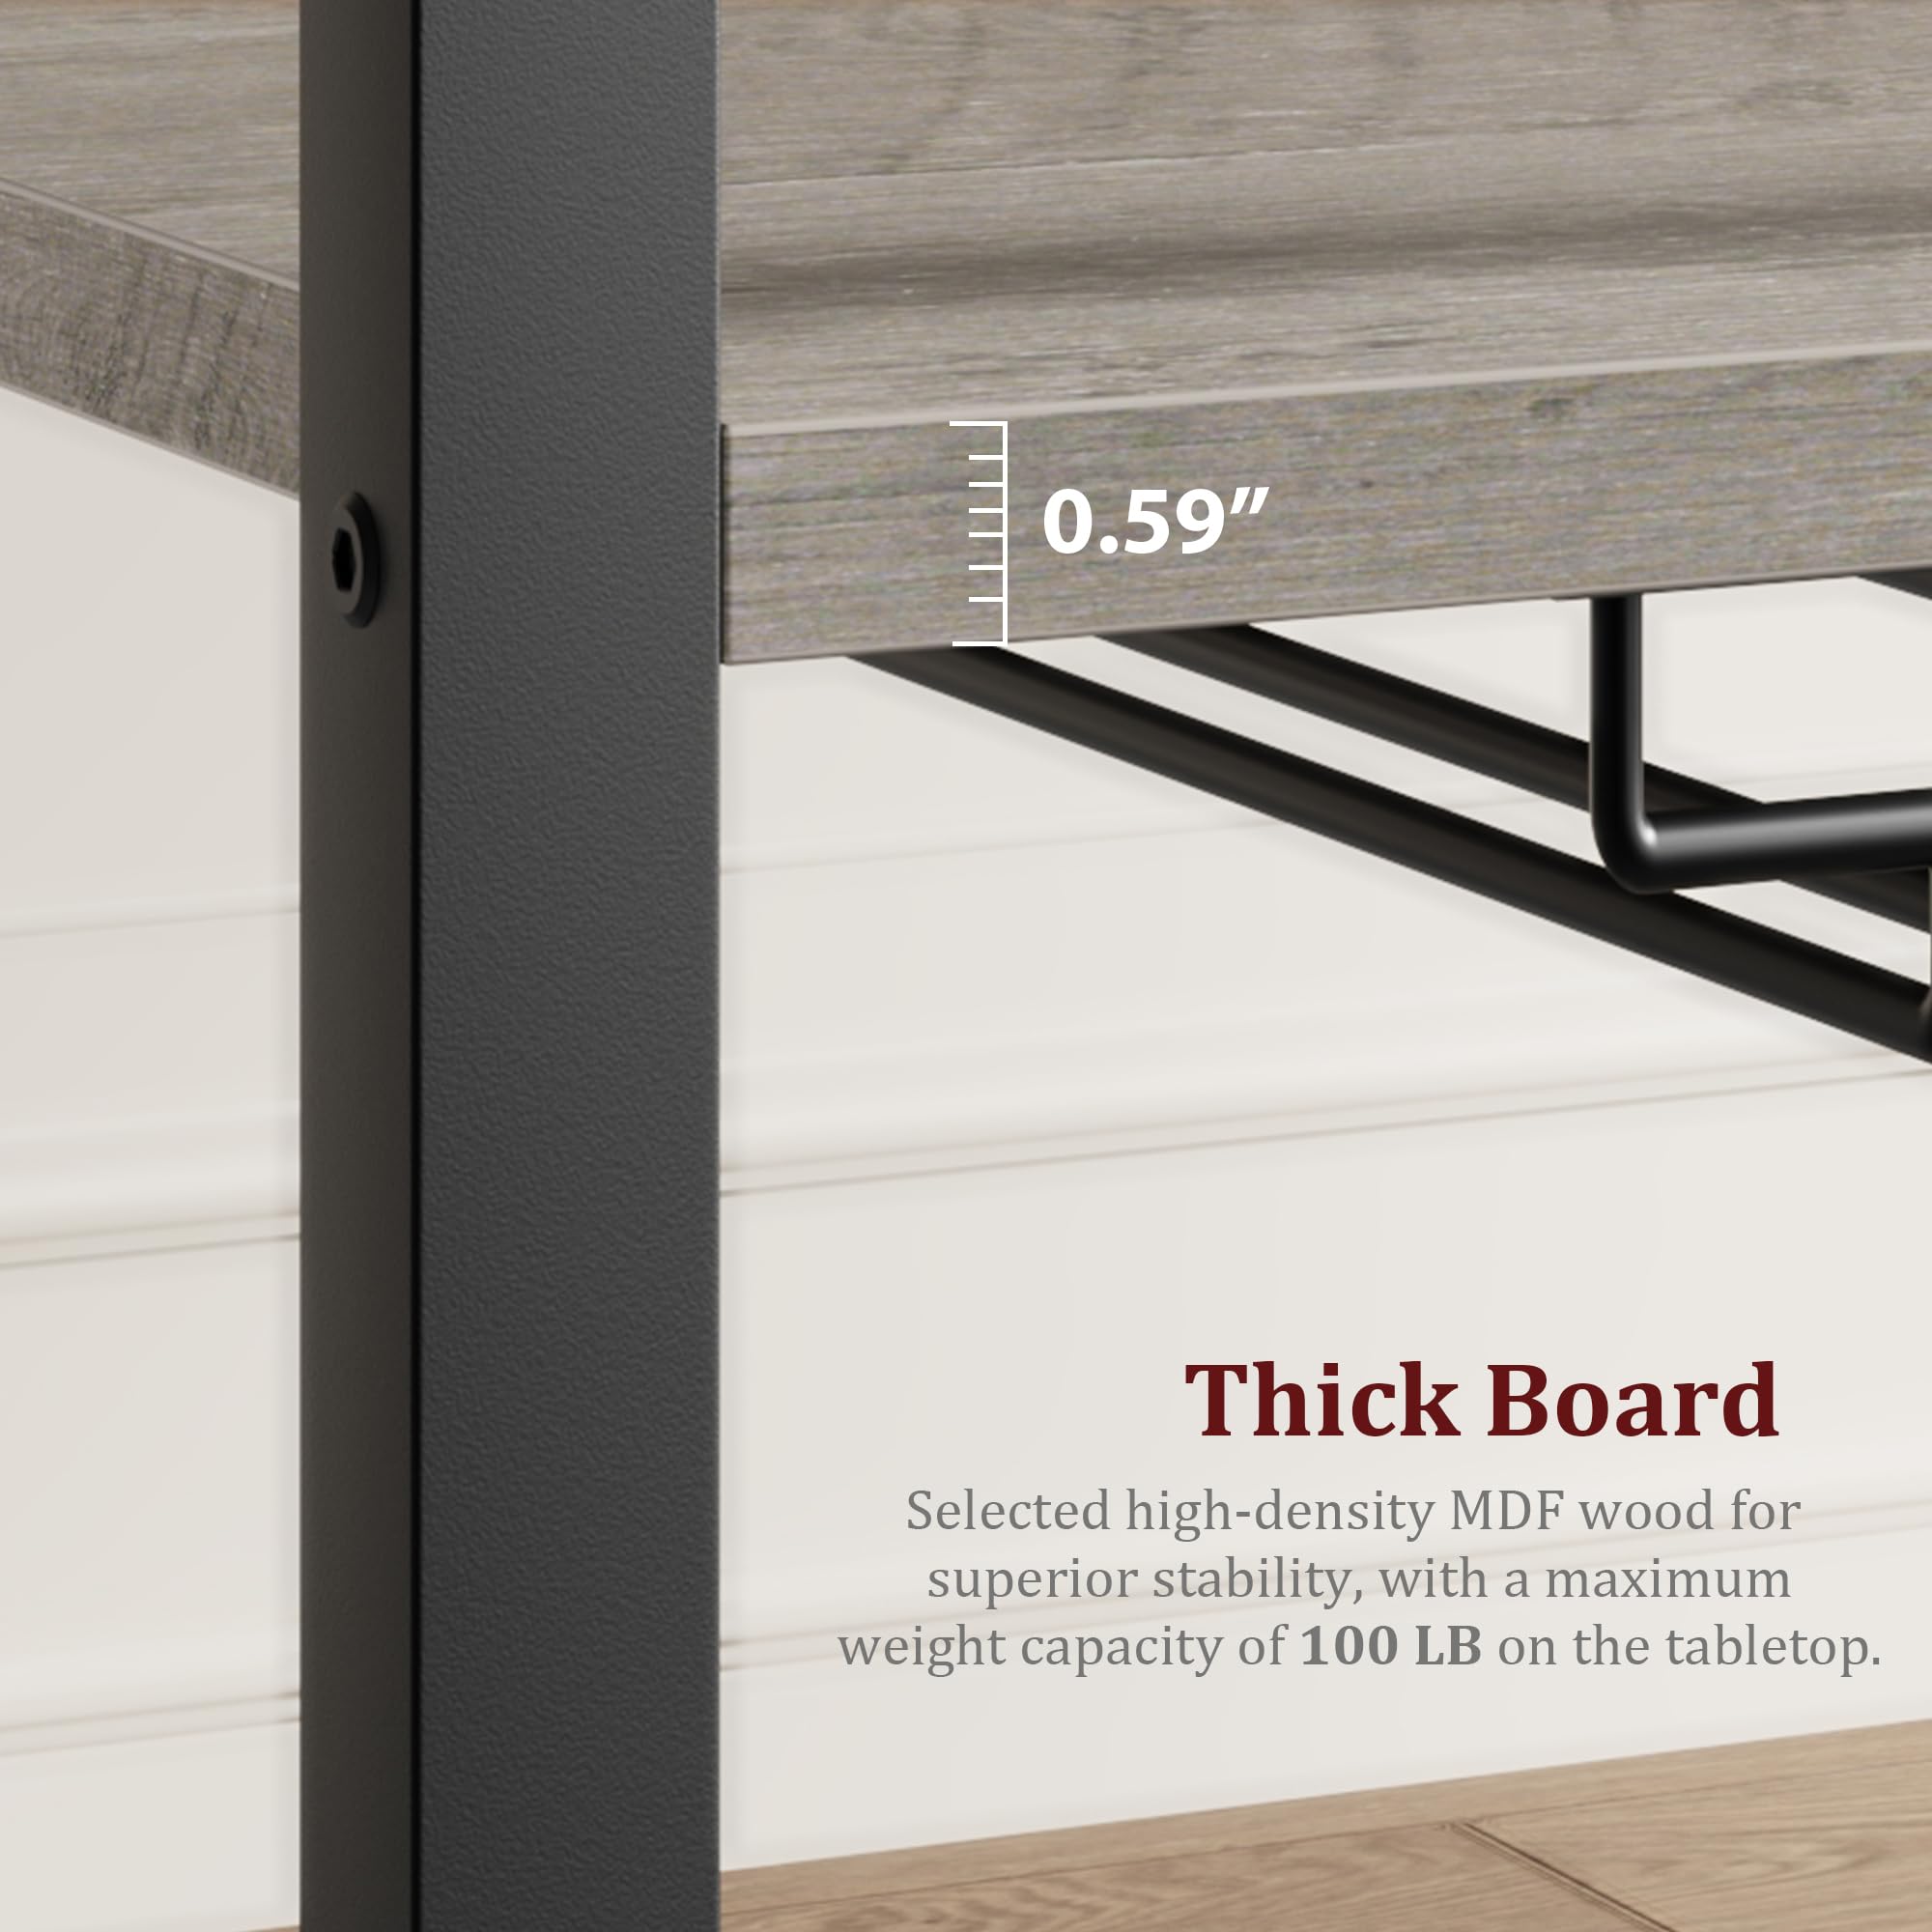 0.59″
Thick Board
Selected high-density MDF wood for
superior stability, with a maximum
weight capacity of 100 LB on the tabletop.